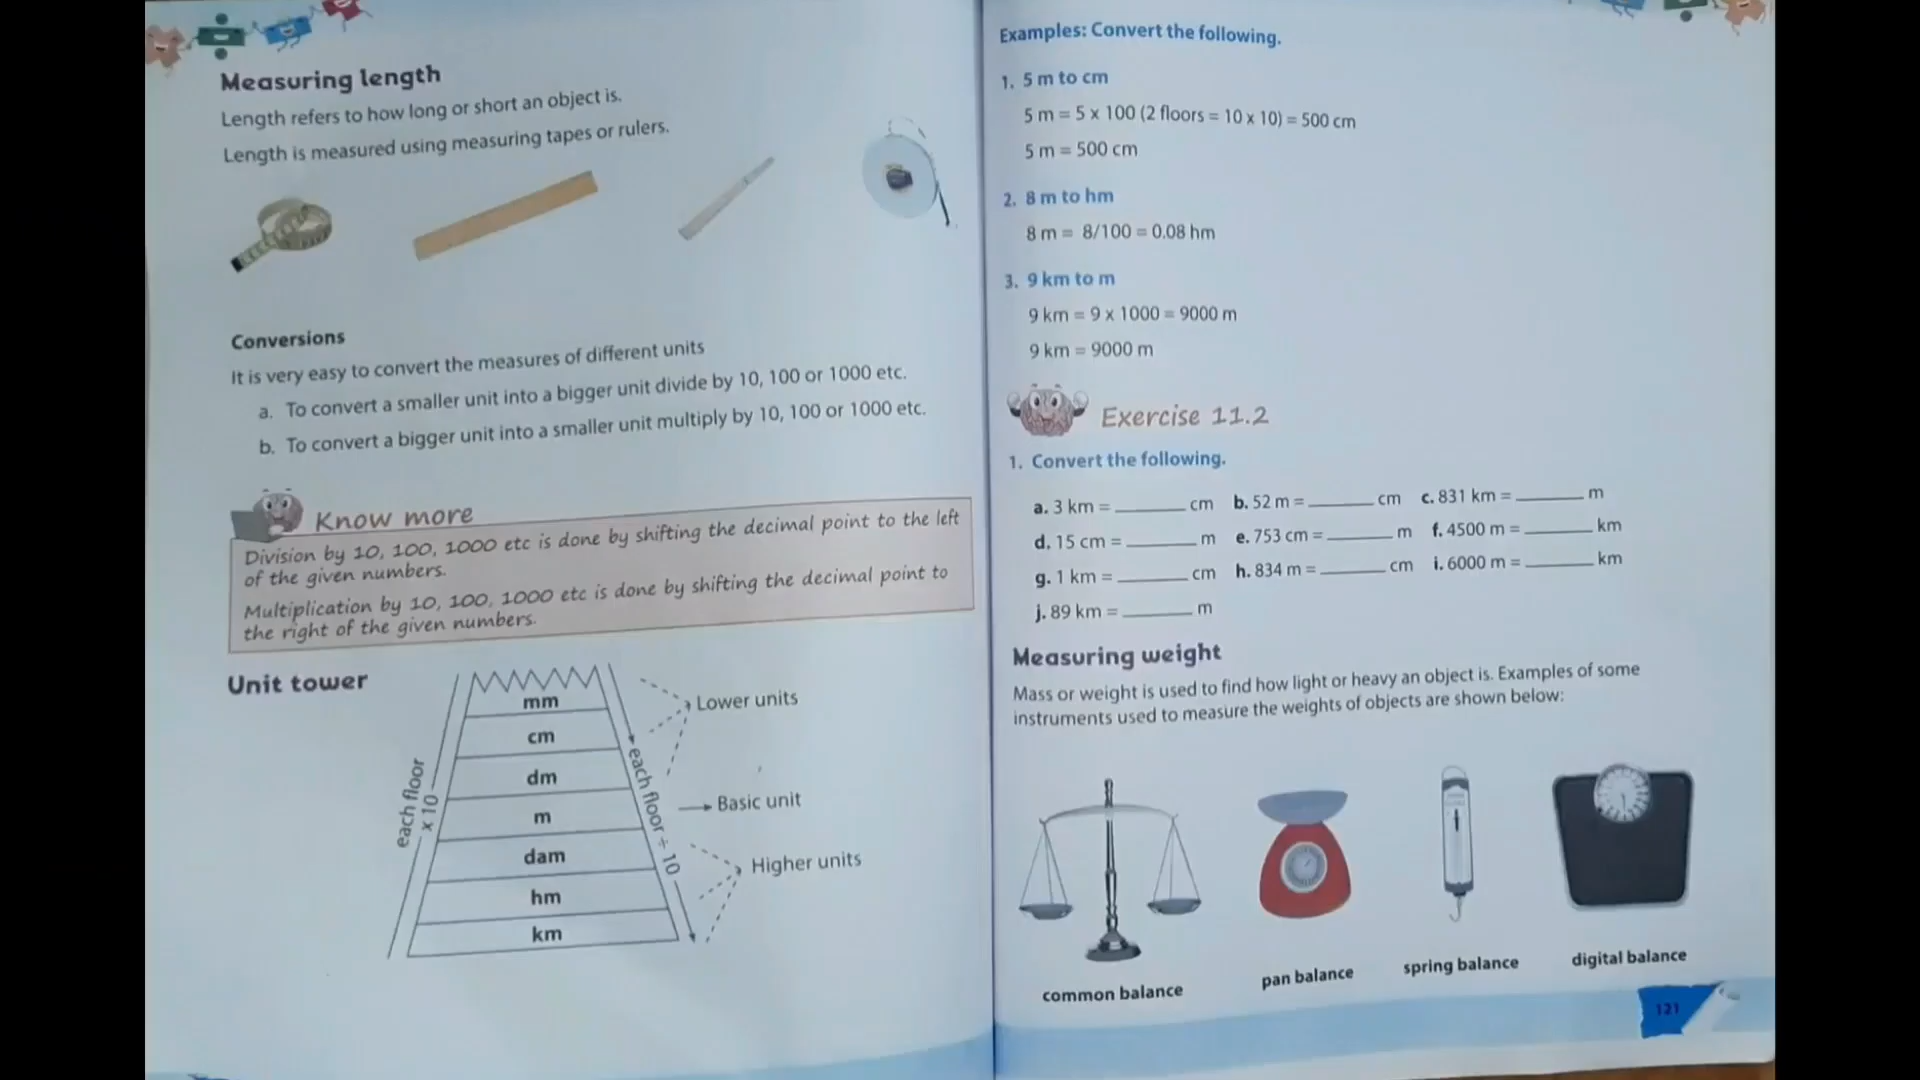 Measuring length
Length refers to how long or short an object is.
Length is measured using measuring tapes or rulers.
Conversions
It is very easy to convert the measures of different units
a. To convert a smaller unit into a bigger unit divide by 10, 100 or 1000 etc.
b. To convert a bigger unit into a smaller unit multiply by 10, 100 or 1000 etc.
Know more
Division by 10, 100, 1000 etc is done by shifting the decimal point to the left
of the given numbers.
Multiplication by 10, 100, 1000 etc is done by shifting the decimal point to
the right of the given numbers.
Unit tower
mm
cm
dm
m
dam
hm
km
each floor
x 10
each floor ÷ 10
Lower units
Basic unit
Higher units
Examples: Convert the following.
1. 5 m to cm
5 m = 5 x 100 (2 floors = 10 x 10) = 500 cm
5 m = 500 cm
2. 8 m to hm
8 m = 8/100 = 0.08 hm
3. 9 km to m
9 km = 9 x 1000 = 9000 m
9 km = 9000 m
Exercise 11.2
1. Convert the following.
a. 3 km = ________ cm b. 52 m = ________ cm c. 831 km = ________ m
d. 15 cm = ________ m e. 753 cm = ________ m f. 4500 m = ________ km
g. 1 km = ________ cm h. 834 m = ________ cm i. 6000 m = ________ km
j. 89 km = ________ m
Measuring weight
Mass or weight is used to find how light or heavy an object is. Examples of some
instruments used to measure the weights of objects are shown below:
common balance
pan balance
spring balance
digital balance
121